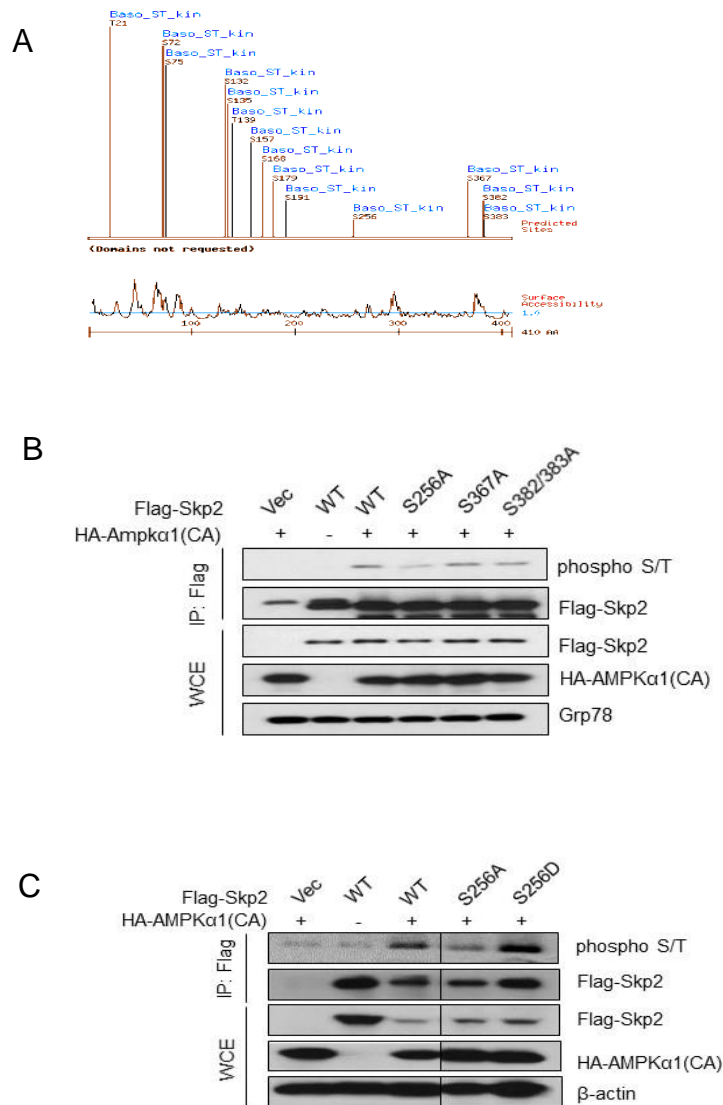 A
Baso_ST_kin
T21
Baso_ST_kin
S72
Baso_ST_kin
S75
Baso_ST_kin
S132
Baso_ST_kin
S135
Baso_ST_kin
T139
Baso_ST_kin
S157
Baso_ST_kin
S168
Baso_ST_kin
S179
Baso_ST_kin
S191
Baso_ST_kin
S256
Baso_ST_kin
S367
Baso_ST_kin
S382
Baso_ST_kin
S383
Predicted
Sites
(Domains not requested)
Surface
Accessibility
1.0
100 200 300 400
410 AA
B
Flag-Skp2 Vec WT WT S256A S367A S382/383A
HA-Ampkα1(CA) + - + + + +
IP: Flag
phospho S/T
Flag-Skp2
WCE
Flag-Skp2
HA-AMPKα1(CA)
Grp78
C
Flag-Skp2 Vec WT WT S256A S256D
HA-AMPKα1(CA) + - + + +
IP: Flag
phospho S/T
Flag-Skp2
WCE
Flag-Skp2
HA-AMPKα1(CA)
β-actin